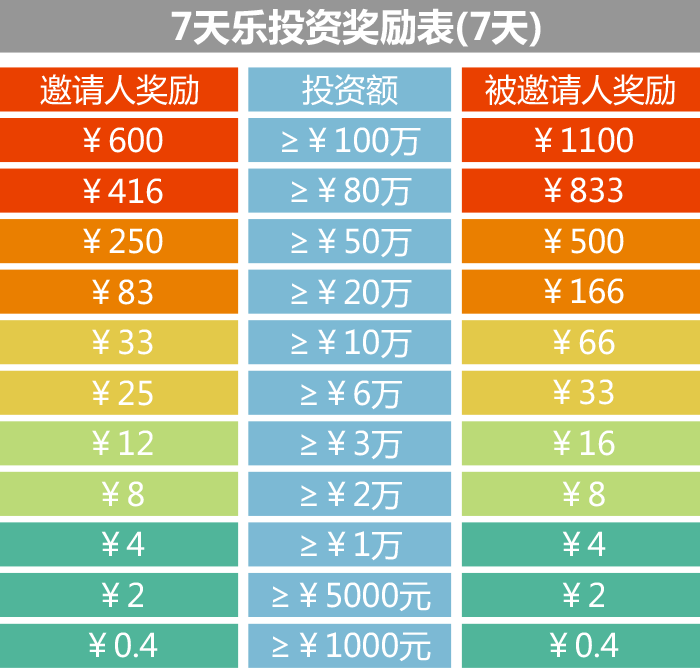 7天乐投资奖励表(7天)
邀请人奖励 投资额 被邀请人奖励
￥600 ≥￥100万 ￥1100
￥416 ≥￥80万 ￥833
￥250 ≥￥50万 ￥500
￥83 ≥￥20万 ￥166
￥33 ≥￥10万 ￥66
￥25 ≥￥6万 ￥33
￥12 ≥￥3万 ￥16
￥8 ≥￥2万 ￥8
￥4 ≥￥1万 ￥4
￥2 ≥￥5000元 ￥2
￥0.4 ≥￥1000元 ￥0.4